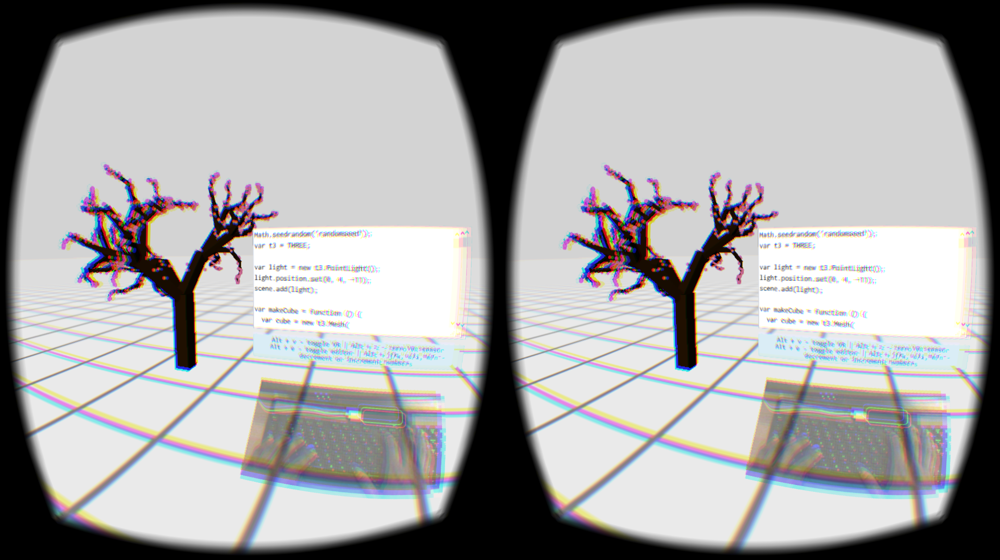 Math.seedrandom('randomseed');
var t3 = THREE;
var light = new t3.PointLight();
light.position.set(0, 4, -11);
scene.add(light);
var makeCube = function () {
var cube = new t3.Mesh(
Alt + v - toggle VR || Alt + z - zero VR sensor
Alt + e - toggle editor || Alt + j/k, u/i, m/n -
decrement or increment numbers
Math.seedrandom('randomseed');
var t3 = THREE;
var light = new t3.PointLight();
light.position.set(0, 4, -11);
scene.add(light);
var makeCube = function () {
var cube = new t3.Mesh(
Alt + v - toggle VR || Alt + z - zero VR sensor
Alt + e - toggle editor || Alt + j/k, u/i, m/n -
decrement or increment numbers